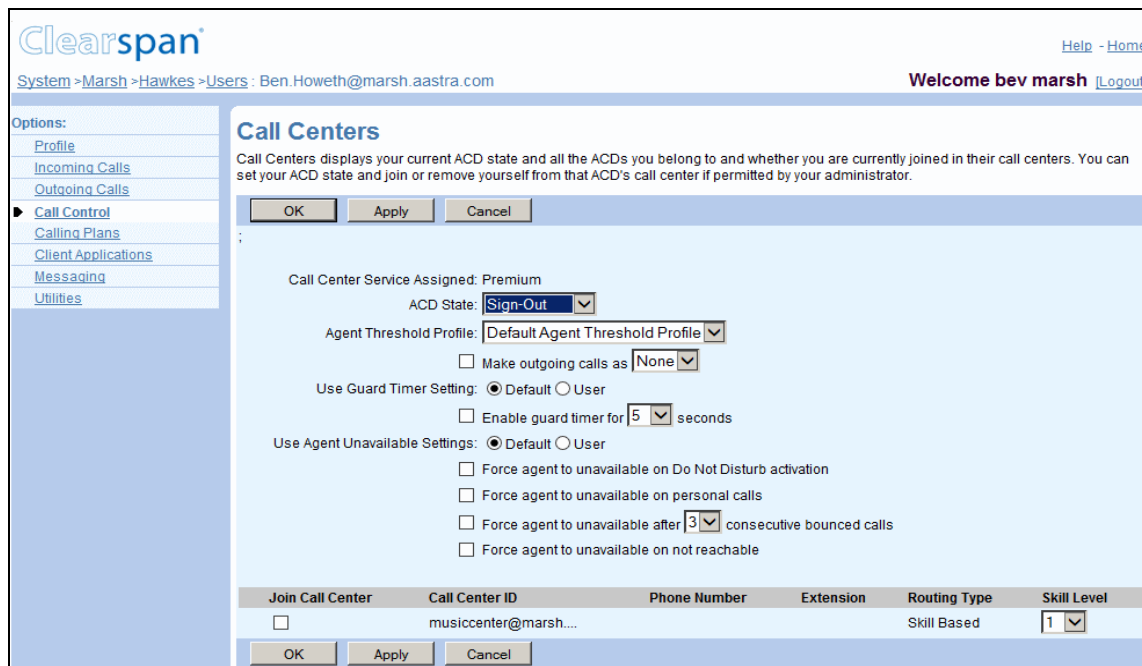 Clearspan
Help - Home
System >Marsh >Hawkes >Users : Ben.Howeth@marsh.aastra.com
Welcome bev marsh [Logout
Options:
Profile
Incoming Calls
Outgoing Calls
Call Control
Calling Plans
Client Applications
Messaging
Utilities
Call Centers
Call Centers displays your current ACD state and all the ACDs you belong to and whether you are currently joined in their call centers. You can
set your ACD state and join or remove yourself from that ACD's call center if permitted by your administrator.
OK Apply Cancel
;
Call Center Service Assigned: Premium
ACD State: Sign-Out
Agent Threshold Profile: Default Agent Threshold Profile
Make outgoing calls as None
Use Guard Timer Setting: Default User
Enable guard timer for 5 seconds
Use Agent Unavailable Settings: Default User
Force agent to unavailable on Do Not Disturb activation
Force agent to unavailable on personal calls
Force agent to unavailable after 3 consecutive bounced calls
Force agent to unavailable on not reachable
Join Call Center Call Center ID Phone Number Extension Routing Type Skill Level
musiccenter@marsh.... Skill Based 1
OK Apply Cancel